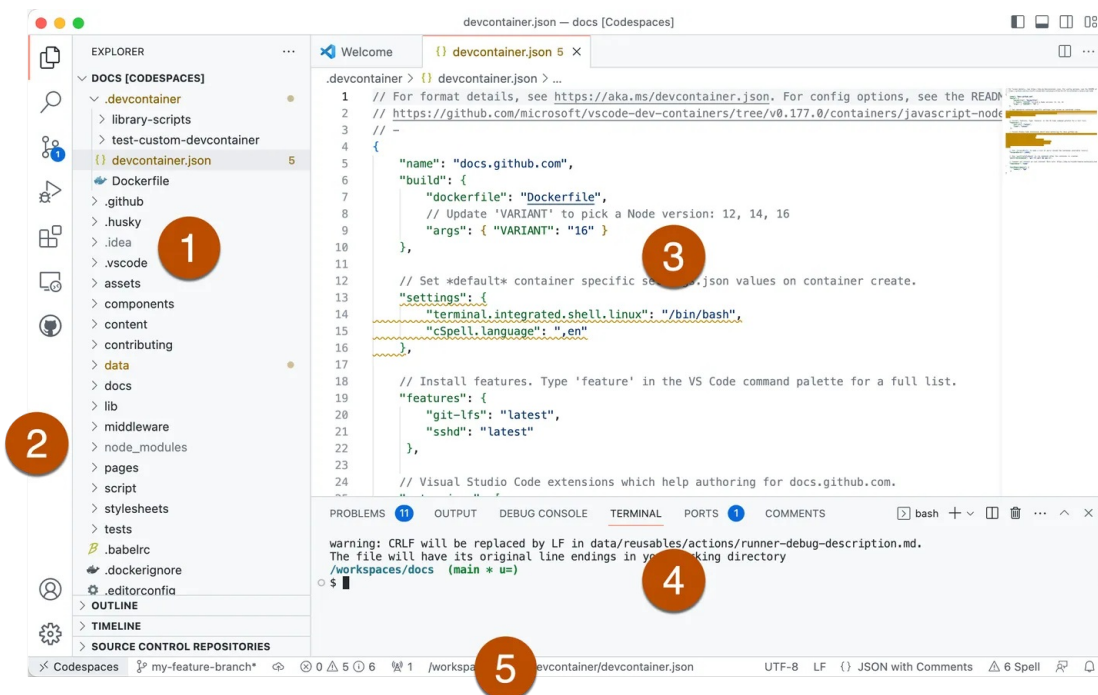 devcontainer.json — docs [Codespaces]
EXPLORER
DOCS [CODESPACES]
.devcontainer
library-scripts
test-custom-devcontainer
{} devcontainer.json 5
Dockerfile
.github
.husky
.idea
.vscode
assets
components
content
contributing
data
docs
lib
middleware
node_modules
pages
script
stylesheets
tests
.babelrc
.dockerignore
.editorconfig
OUTLINE
TIMELINE
SOURCE CONTROL REPOSITORIES
1
1
2
Welcome
{} devcontainer.json 5
.devcontainer > {} devcontainer.json > ...
1 // For format details, see https://aka.ms/devcontainer.json. For config options, see the READM
2 // https://github.com/microsoft/vscode-dev-containers/tree/v0.177.0/containers/javascript-node
3 // -
4 {
5 "name": "docs.github.com",
6 "build": {
7 "dockerfile": "Dockerfile",
8 // Update 'VARIANT' to pick a Node version: 12, 14, 16
9 "args": { "VARIANT": "16" }
10 },
11
12 // Set *default* container specific json values on container create.
13 "settings": {
14 "terminal.integrated.shell.linux": "/bin/bash",
15 "cSpell.language": ",en"
16 },
17
18 // Install features. Type 'feature' in the VS Code command palette for a full list.
19 "features": {
20 "git-lfs": "latest",
21 "sshd": "latest"
22 },
23
24 // Visual Studio Code extensions which help authoring for docs.github.com.
3
PROBLEMS 11 OUTPUT DEBUG CONSOLE TERMINAL PORTS 1 COMMENTS
bash
warning: CRLF will be replaced by LF in data/reusables/actions/runner-debug-description.md.
The file will have its original line endings in directory
/workspaces/docs (main * u=)
$
4
Codespaces my-feature-branch* 0 5 6 1 /workspa evcontainer/devcontainer.json UTF-8 LF {} JSON with Comments 6 Spell
5